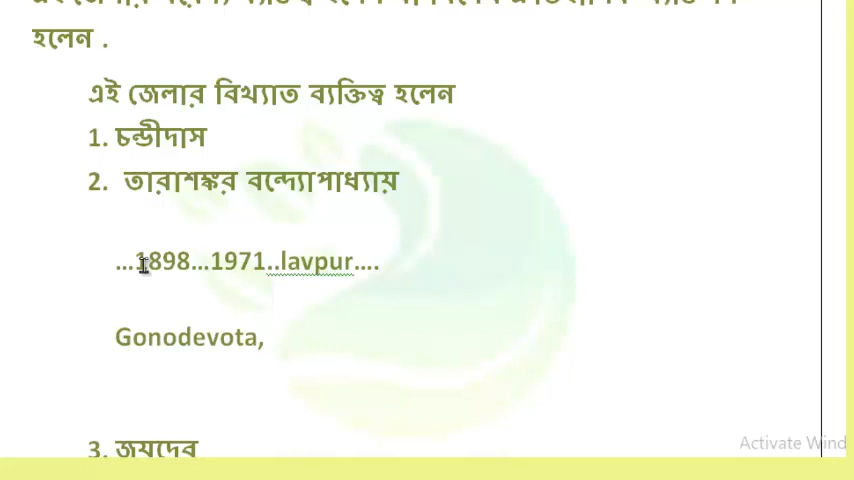 হলেন .
এই জেলার বিখ্যাত ব্যক্তিত্ব হলেন
1. চন্ডীদাস
2. তারাশঙ্কর বন্দ্যোপাধ্যায়
...1898...1971..lavpur....
Gonodevota,
3. জয়দেব
Activate Wind